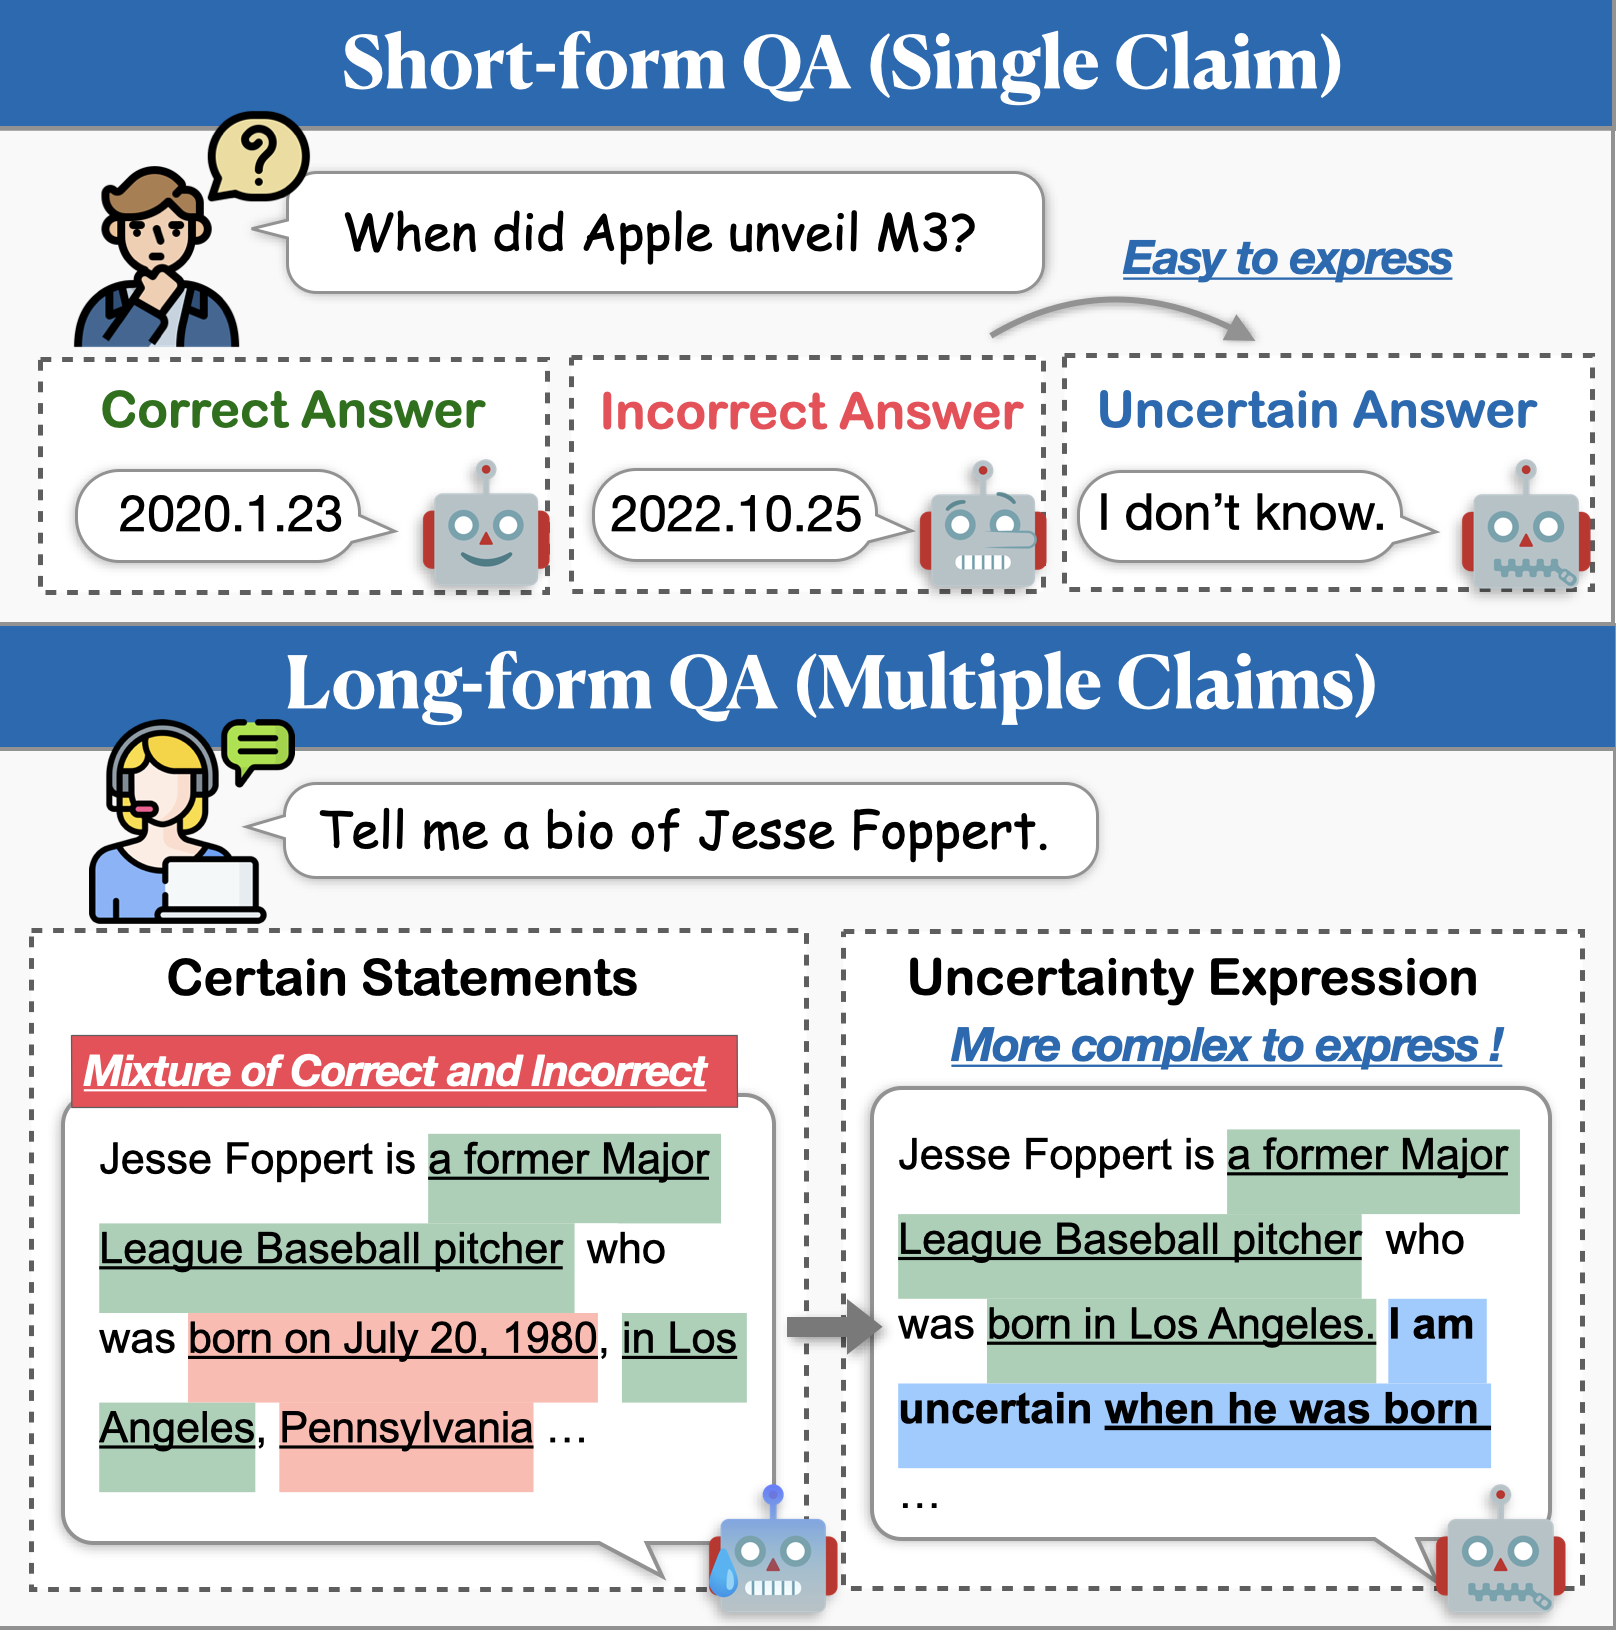 Short-form QA (Single Claim)
?
When did Apple unveil M3?
Easy to express
Correct Answer
Incorrect Answer
Uncertain Answer
2020.1.23
2022.10.25
I don’t know.
Long-form QA (Multiple Claims)
Tell me a bio of Jesse Foppert.
Certain Statements
Mixture of Correct and Incorrect
Jesse Foppert is a former Major
League Baseball pitcher who
was born on July 20, 1980, in Los
Angeles, Pennsylvania …
Uncertainty Expression
More complex to express !
Jesse Foppert is a former Major
League Baseball pitcher who
was born in Los Angeles. I am
uncertain when he was born
…